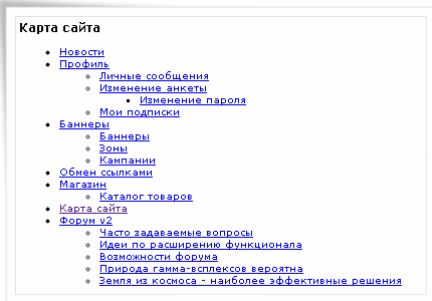 Карта сайта
Новости
Профиль
Личные сообщения
Изменение анкеты
Изменение пароля
Мои подписки
Баннеры
Баннеры
Зоны
Кампании
Обмен ссылками
Магазин
Каталог товаров
Карта сайта
Форум v2
Часто задаваемые вопросы
Идеи по расширению функционала
Возможности форума
Природа гамма-всплексов вероятна
Земля из космоса - наиболее эффективные решения